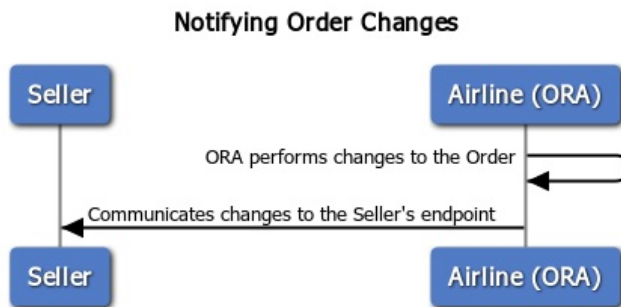 Notifying Order Changes
Seller
Airline (ORA)
ORA performs changes to the Order
Communicates changes to the Seller's endpoint
Seller
Airline (ORA)